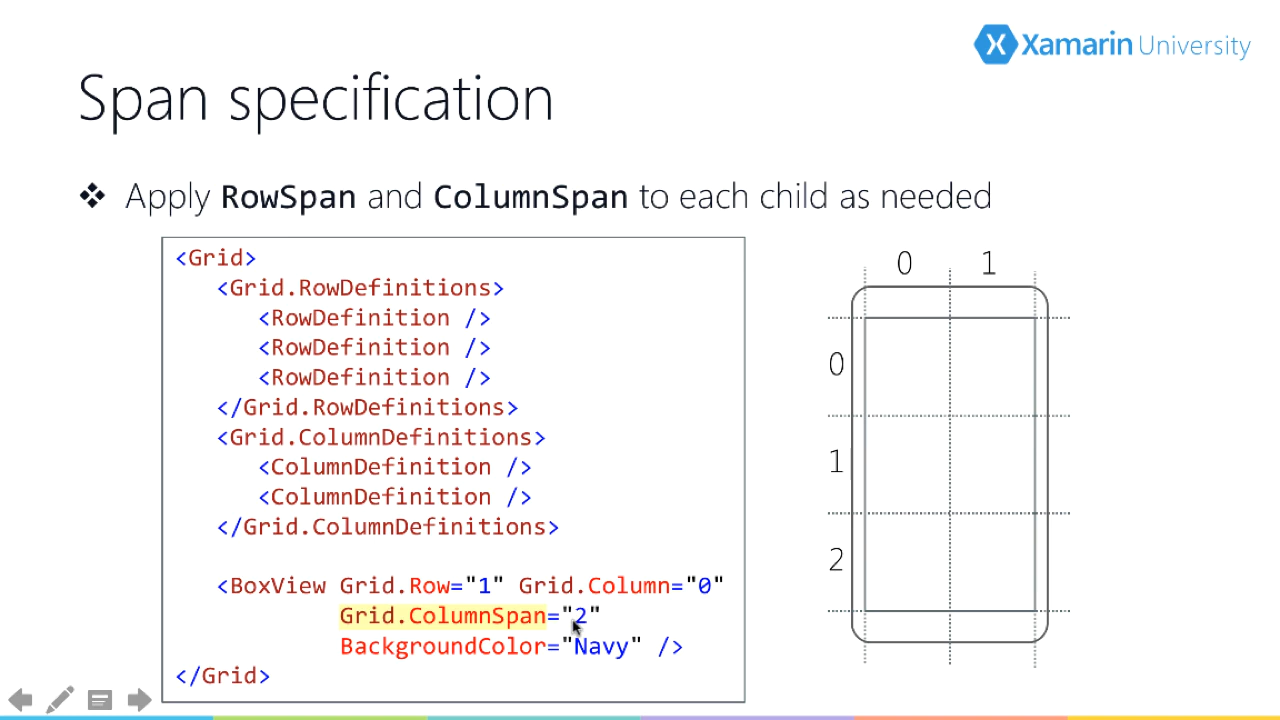 Xamarin University
Span specification
❖ Apply RowSpan and ColumnSpan to each child as needed
<Grid>
<Grid.RowDefinitions>
<RowDefinition />
<RowDefinition />
<RowDefinition />
</Grid.RowDefinitions>
<Grid.ColumnDefinitions>
<ColumnDefinition />
<ColumnDefinition />
</Grid.ColumnDefinitions>
<BoxView Grid.Row="1" Grid.Column="0"
Grid.ColumnSpan="2"
BackgroundColor="Navy" />
</Grid>
0 1
0
1
2